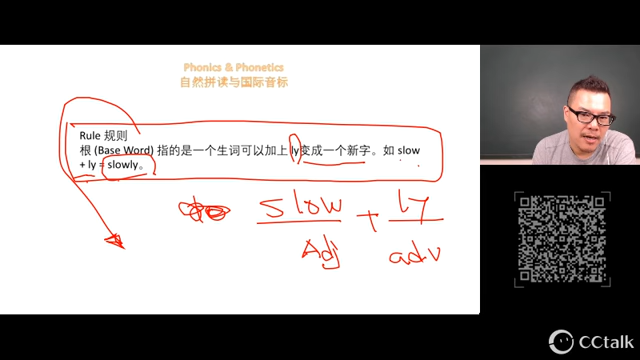 Phonics & Phonetics
自然拼读与国际音标
Rule 规则
根 (Base Word) 指的是一个生词可以加上 ly变成一个新字。如 slow
+ ly = slowly。
slow + ly
Adj adv
CCtalk